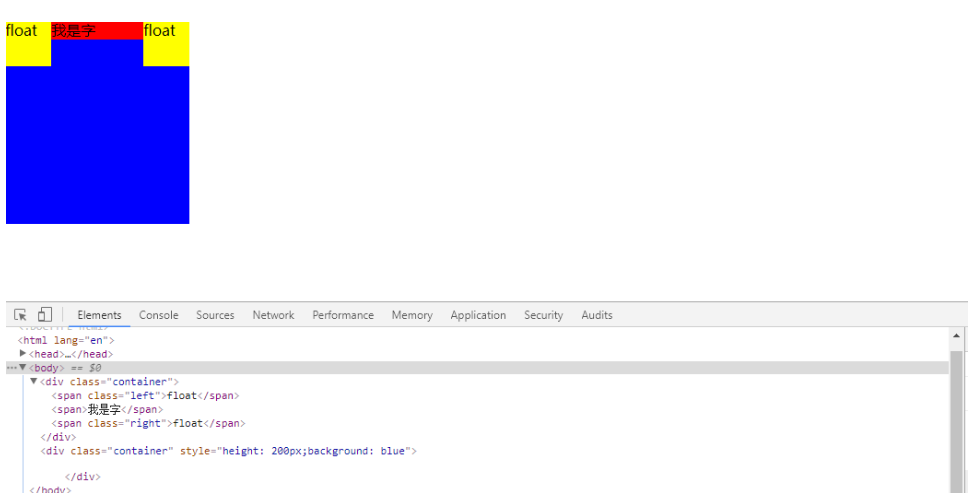 float 我是字 float
Elements Console Sources Network Performance Memory Application Security Audits
<!DOCTYPE html>
<html lang="en">
<head>…</head>
<body> == $0
<div class="container">
<span class="left">float</span>
<span>我是字</span>
<span class="right">float</span>
</div>
<div class="container" style="height: 200px;background: blue">
</div>
</body>